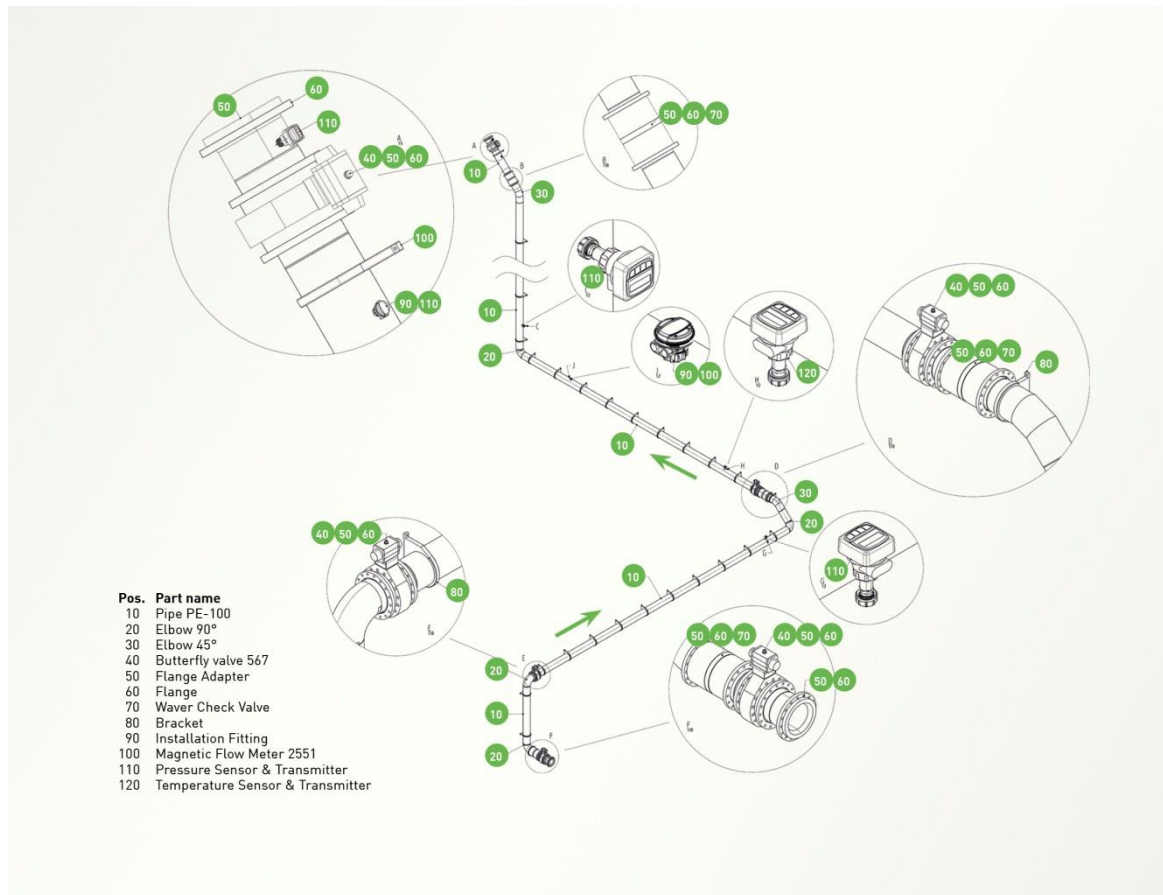 60
50
110
A
40 50 60
100
90 110
A
10
B
30
50 60 70
B
110
10
C
20
J
90 100
H
120
40 50 60
50 60 70
80
D
10
H
D
30
20
G
110
40 50 60
80
E
10
50 60 70
40 50 60
50 60
F
E
20
10
20
F
Pos. Part name
10 Pipe PE-100
20 Elbow 90°
30 Elbow 45°
40 Butterfly valve 567
50 Flange Adapter
60 Flange
70 Waver Check Valve
80 Bracket
90 Installation Fitting
100 Magnetic Flow Meter 2551
110 Pressure Sensor & Transmitter
120 Temperature Sensor & Transmitter